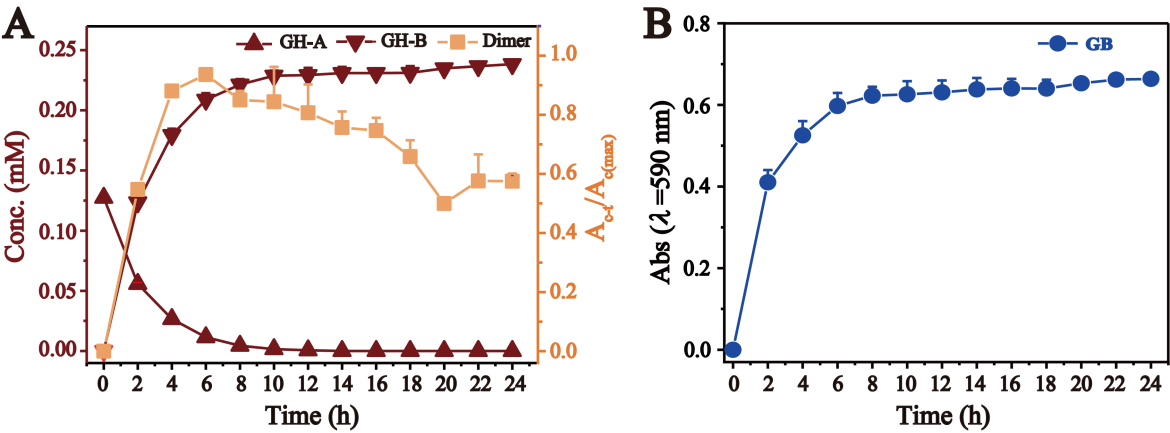 A
GH-A GH-B Dimer
Conc. (mM)
0.25
0.20
0.15
0.10
0.05
0.00
1.0
0.8
0.6
0.4
0.2
0.0
A_c-t/A_c(max)
0 2 4 6 8 10 12 14 16 18 20 22 24
Time (h)
B
GB
Abs (λ=590 nm)
0.8
0.6
0.4
0.2
0.0
0 2 4 6 8 10 12 14 16 18 20 22 24
Time (h)